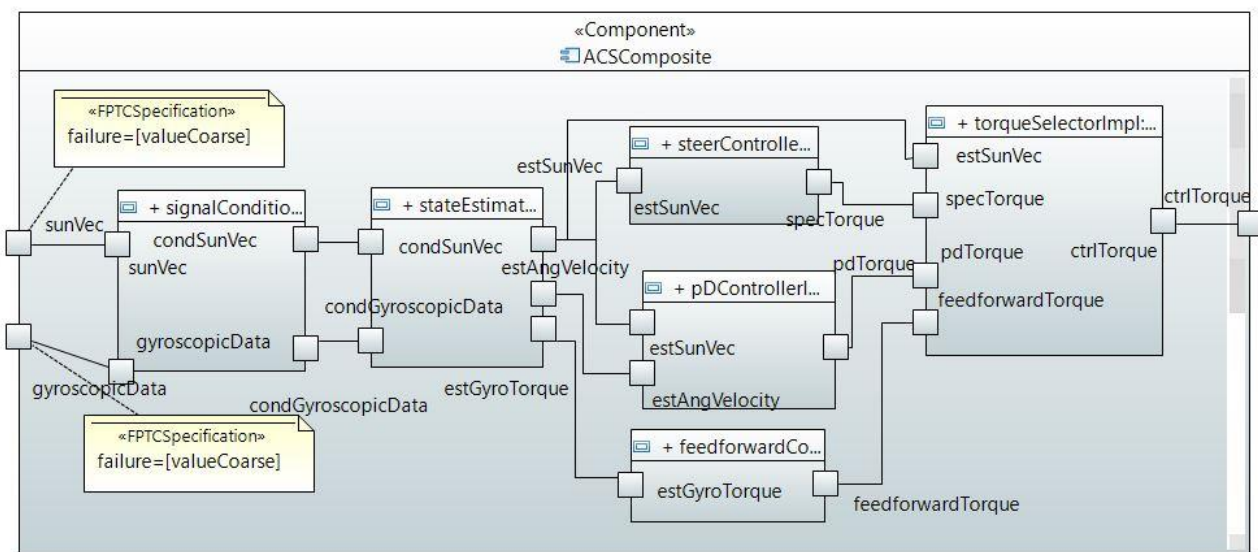 «Component»
ACSComposite
«FPTCSpecification»
failure=[valueCoarse]
sunVec
+ signalConditio...
condSunVec
sunVec
gyroscopicData
gyroscopicData
condGyroscopicData
«FPTCSpecification»
failure=[valueCoarse]
+ stateEstimat...
condSunVec
condGyroscopicData
estSunVec
estAngVelocity
estGyroTorque
+ steerControlle...
estSunVec
specTorque
+ pDControllerI...
estSunVec
estAngVelocity
pdTorque
+ feedforwardCo...
estGyroTorque
feedforwardTorque
+ torqueSelectorImpl:...
estSunVec
specTorque
pdTorque
feedforwardTorque
ctrlTorque
ctrlTorque